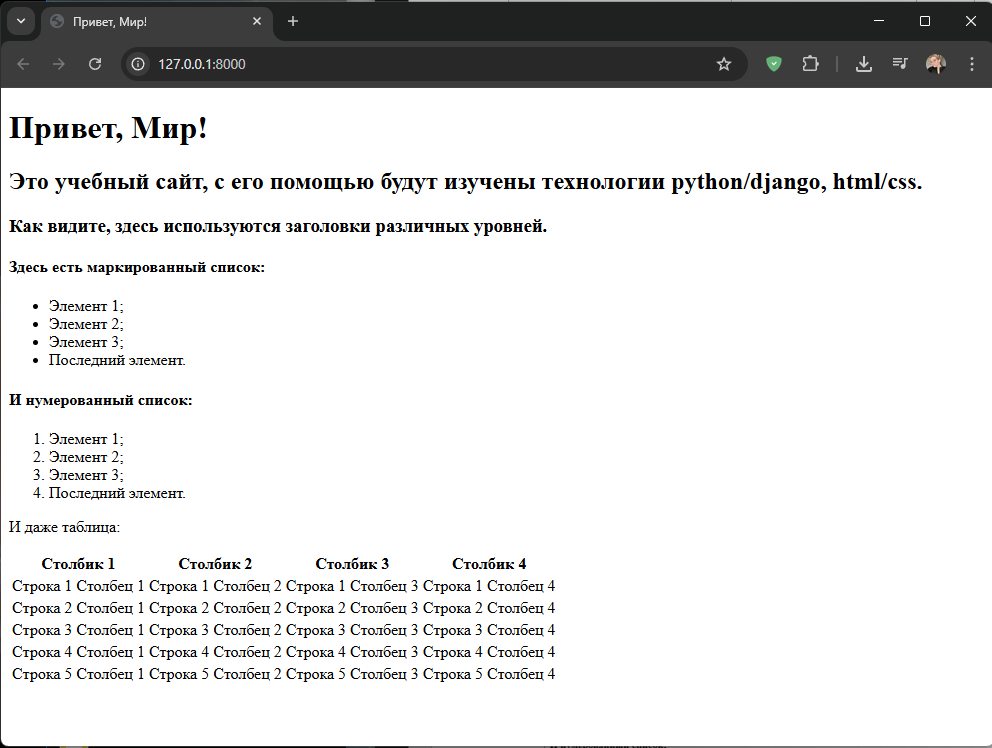 Привет, Мир!
127.0.0.1:8000
Привет, Мир!
Это учебный сайт, с его помощью будут изучены технологии python/django, html/css.
Как видите, здесь используются заголовки различных уровней.
Здесь есть маркированный список:
Элемент 1;
Элемент 2;
Элемент 3;
Последний элемент.
И нумерованный список:
1. Элемент 1;
2. Элемент 2;
3. Элемент 3;
4. Последний элемент.
И даже таблица:
Столбик 1 Столбик 2 Столбик 3 Столбик 4
Строка 1 Столбец 1 Строка 1 Столбец 2 Строка 1 Столбец 3 Строка 1 Столбец 4
Строка 2 Столбец 1 Строка 2 Столбец 2 Строка 2 Столбец 3 Строка 2 Столбец 4
Строка 3 Столбец 1 Строка 3 Столбец 2 Строка 3 Столбец 3 Строка 3 Столбец 4
Строка 4 Столбец 1 Строка 4 Столбец 2 Строка 4 Столбец 3 Строка 4 Столбец 4
Строка 5 Столбец 1 Строка 5 Столбец 2 Строка 5 Столбец 3 Строка 5 Столбец 4